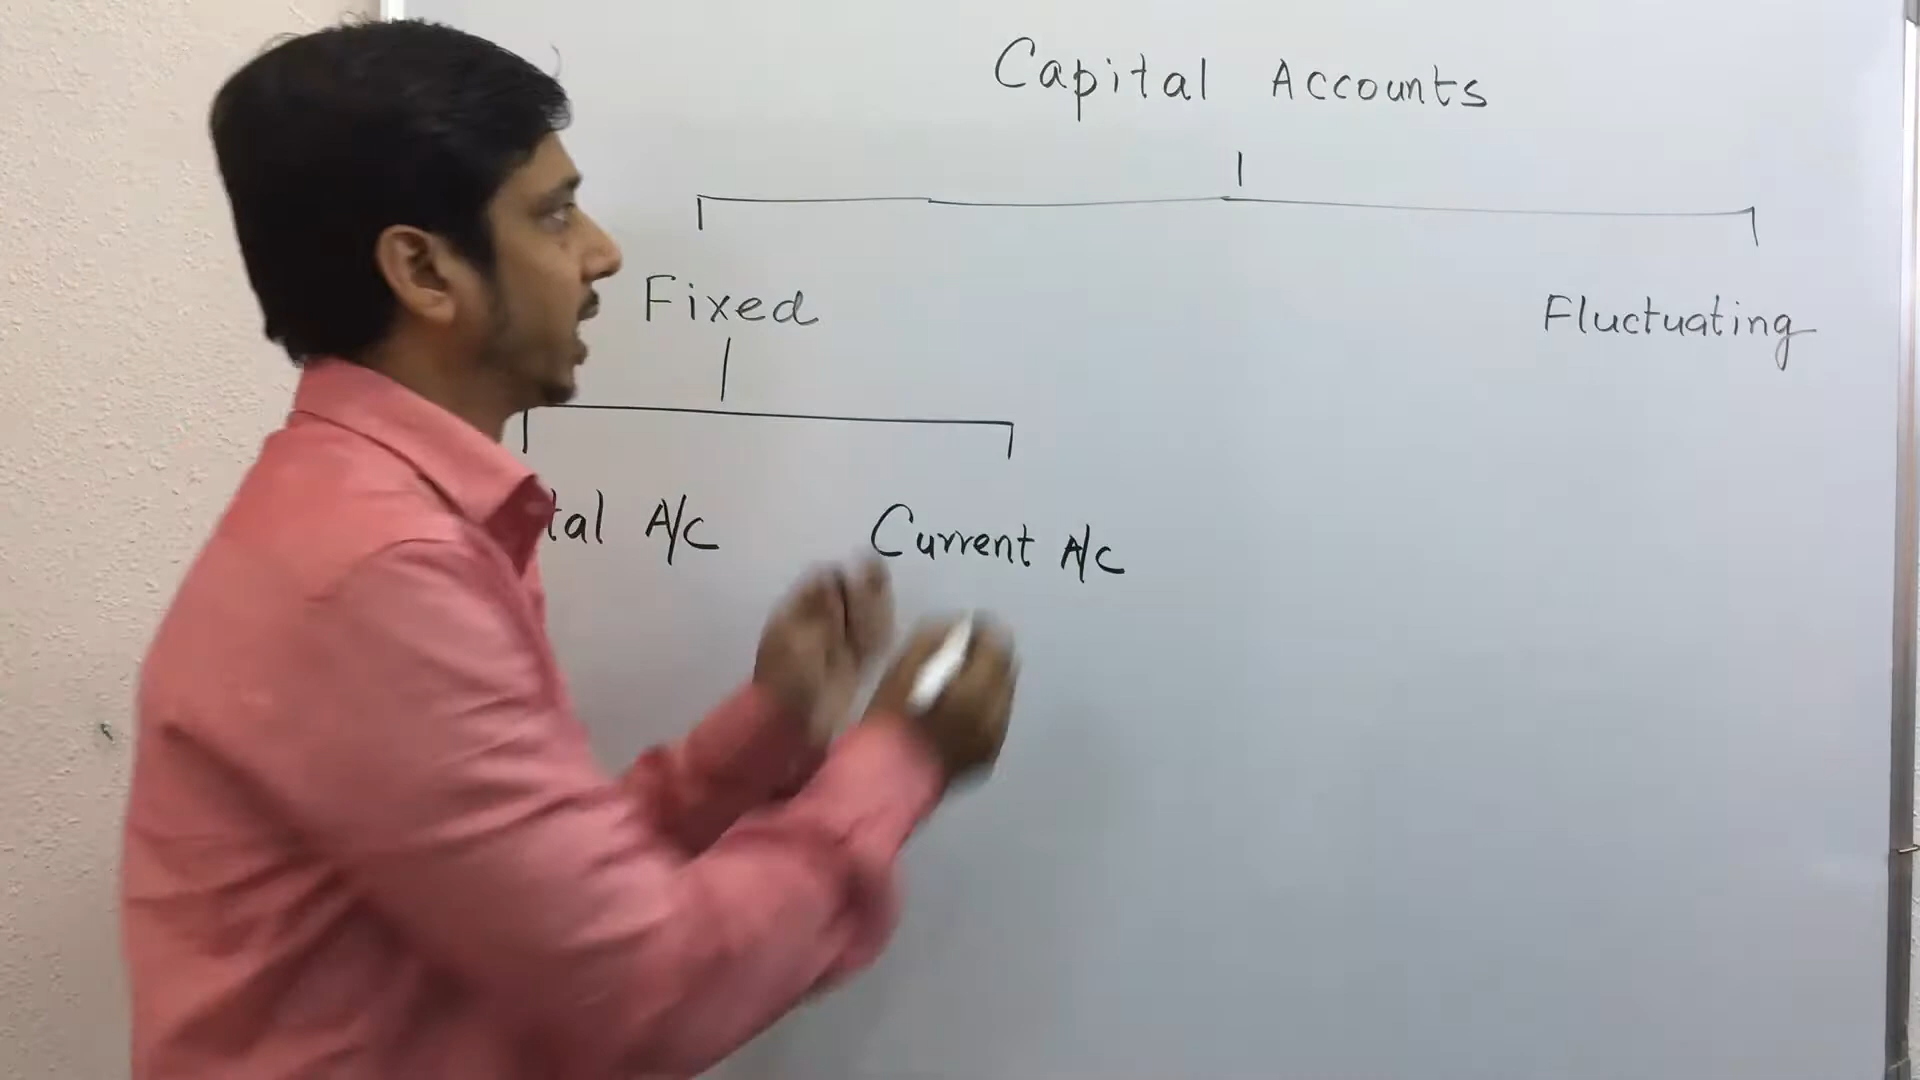 Capital Accounts
Fixed
Fluctuating
tal A/C
Current A/C